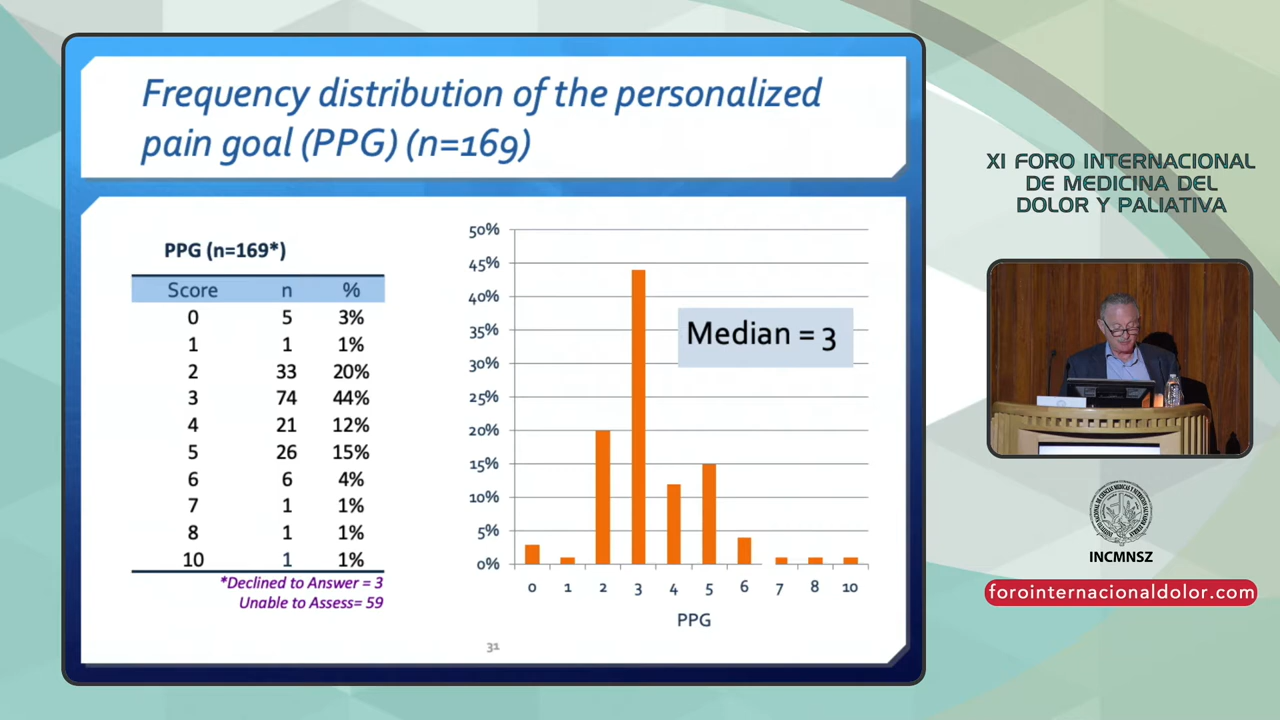 Frequency distribution of the personalized
pain goal (PPG) (n=169)
PPG (n=169*)
Score n %
0 5 3%
1 1 1%
2 33 20%
3 74 44%
4 21 12%
5 26 15%
6 6 4%
7 1 1%
8 1 1%
10 1 1%
*Declined to Answer = 3
Unable to Assess= 59
50%
45%
40%
35%
30%
25%
20%
15%
10%
5%
0%
Median = 3
0 1 2 3 4 5 6 7 8 10
PPG
31
XI FORO INTERNACIONAL
DE MEDICINA DEL
DOLOR Y PALIATIVA
INCMNSZ
forointernacionaldolor.com